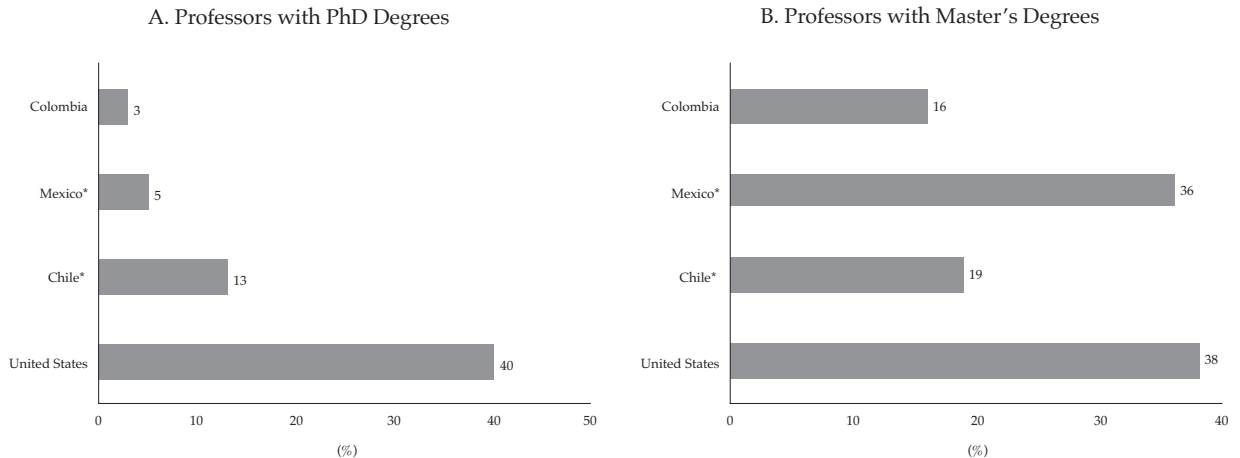 A. Professors with PhD Degrees
Colombia
3
Mexico*
5
Chile*
13
United States
40
0 10 20 30 40 50
(%)
B. Professors with Master's Degrees
Colombia
16
Mexico*
36
Chile*
19
United States
38
0 10 20 30 40
(%)